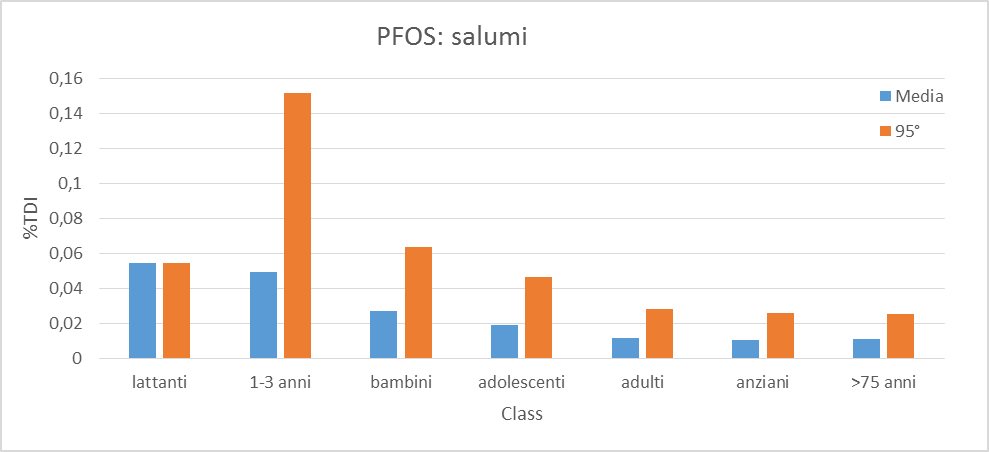 PFOS: salumi
0,16
0,14
0,12
0,1
0,08
0,06
0,04
0,02
0
%TDI
Media
95°
lattanti 1-3 anni bambini adolescenti adulti anziani >75 anni
Class